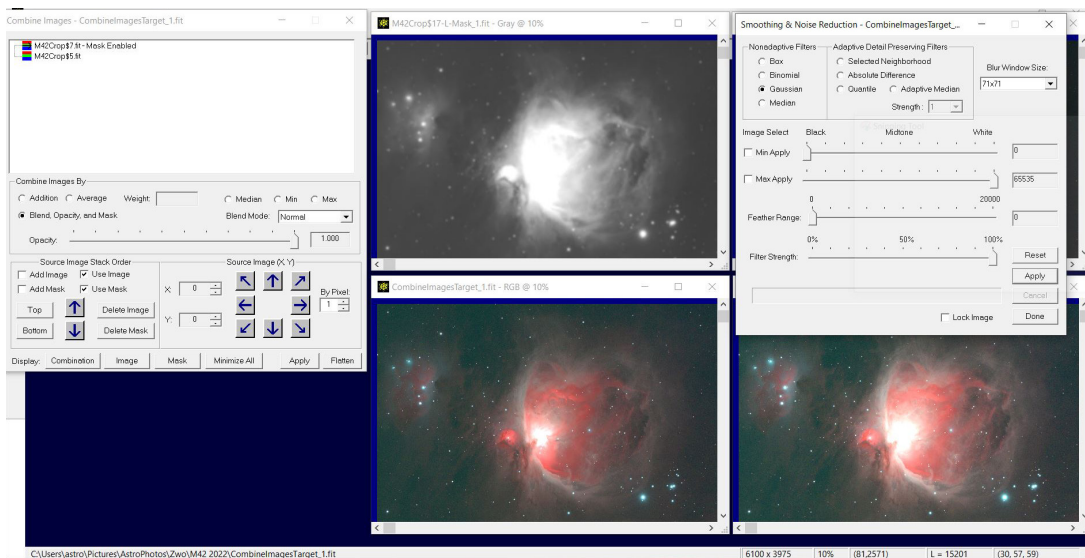 Combine Images - CombineImagesTarget_1.fit
M42Crop$7.fit - Mask Enabled
M42Crop$5.fit
Combine Images By
Addition Average Weight: Median Min Max
Blend, Opacity, and Mask Blend Mode: Normal
Opacity: 1.000
Source Image Stack Order
Add Image Use Image
Add Mask Use Mask
Top Delete Image
Bottom Delete Mask
Source Image (X, Y)
X: 0
Y: 0
By Pixel:
1
Display: Combination Image Mask Minimize All Apply Flatten
M42Crop$17-L-Mask_1.fit - Gray @ 10%
CombineImagesTarget_1.fit - RGB @ 10%
Smoothing & Noise Reduction - CombineImagesTarget_...
Nonadaptive Filters
Box
Binomial
Gaussian
Median
Adaptive Detail Preserving Filters
Selected Neighborhood
Absolute Difference
Quantile Adaptive Median
Strength: 1
Blur Window Size:
71x71
Image Select Black Midtone White
Min Apply 0
Max Apply 65535
0 20000
Feather Range: 0
0% 50% 100%
Filter Strength:
Reset
Apply
Cancel
Lock Image Done
C:\Users\astro\Pictures\AstroPhotos\Zwo\M42 2022\CombineImagesTarget_1.fit
6100 x 3975 10% (81,2571) L = 15201 (30, 57, 59)